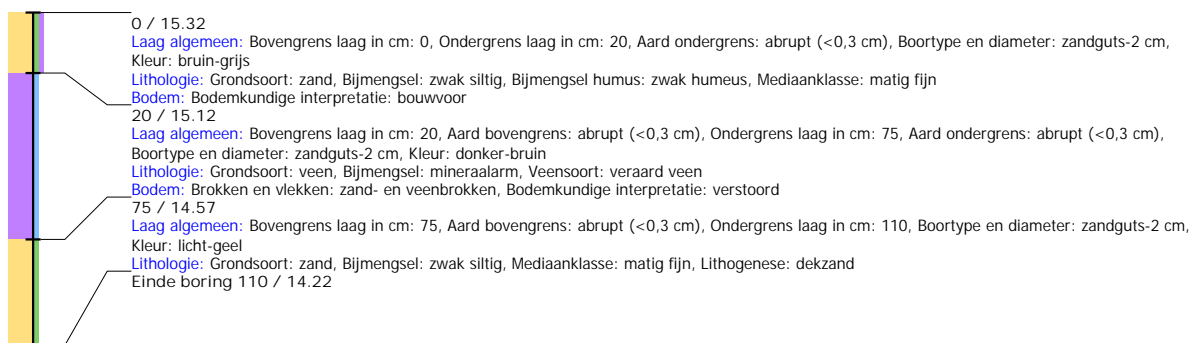 0 / 15.32
Laag algemeen: Bovengrens laag in cm: 0, Ondergrens laag in cm: 20, Aard ondergrens: abrupt (<0,3 cm), Boortype en diameter: zandguts-2 cm,
Kleur: bruin-grijs
Lithologie: Grondsoort: zand, Bijmengsel: zwak siltig, Bijmengsel humus: zwak humeus, Mediaanklasse: matig fijn
Bodem: Bodemkundige interpretatie: bouwvoor
20 / 15.12
Laag algemeen: Bovengrens laag in cm: 20, Aard bovengrens: abrupt (<0,3 cm), Ondergrens laag in cm: 75, Aard ondergrens: abrupt (<0,3 cm),
Boortype en diameter: zandguts-2 cm, Kleur: donker-bruin
Lithologie: Grondsoort: veen, Bijmengsel: mineraalarm, Veensoort: veraard veen
Bodem: Brokken en vlekken: zand- en veenbrokken, Bodemkundige interpretatie: verstoord
75 / 14.57
Laag algemeen: Bovengrens laag in cm: 75, Aard bovengrens: abrupt (<0,3 cm), Ondergrens laag in cm: 110, Boortype en diameter: zandguts-2 cm,
Kleur: licht-geel
Lithologie: Grondsoort: zand, Bijmengsel: zwak siltig, Mediaanklasse: matig fijn, Lithogenese: dekzand
Einde boring 110 / 14.22